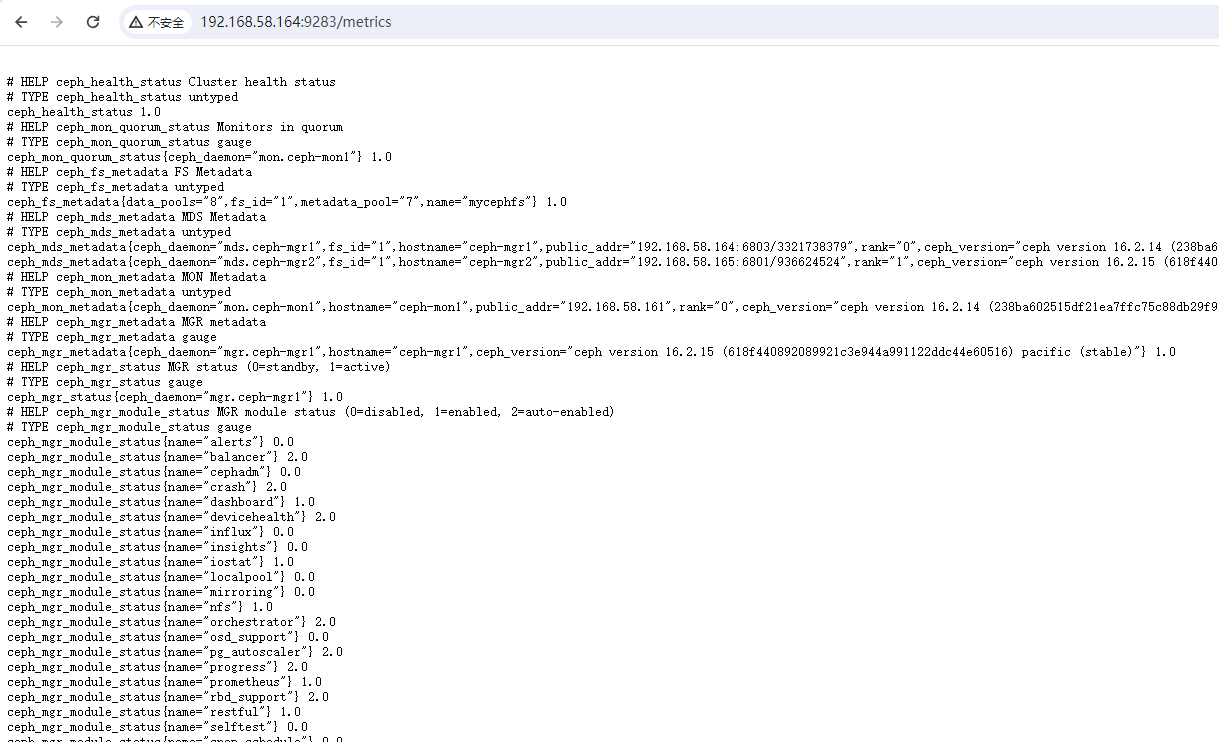 不安全 192.168.58.164:9283/metrics
# HELP ceph_health_status Cluster health status
# TYPE ceph_health_status untyped
ceph_health_status 1.0
# HELP ceph_mon_quorum_status Monitors in quorum
# TYPE ceph_mon_quorum_status gauge
ceph_mon_quorum_status{ceph_daemon="mon.ceph-mon1"} 1.0
# HELP ceph_fs_metadata FS Metadata
# TYPE ceph_fs_metadata untyped
ceph_fs_metadata{data_pools="8",fs_id="1",metadata_pool="7",name="mycephfs"} 1.0
# HELP ceph_mds_metadata MDS Metadata
# TYPE ceph_mds_metadata untyped
ceph_mds_metadata{ceph_daemon="mds.ceph-mgr1",fs_id="1",hostname="ceph-mgr1",public_addr="192.168.58.164:6803/3321738379",rank="0",ceph_version="ceph version 16.2.14 (238ba6
ceph_mds_metadata{ceph_daemon="mds.ceph-mgr2",fs_id="1",hostname="ceph-mgr2",public_addr="192.168.58.165:6801/936624524",rank="1",ceph_version="ceph version 16.2.15 (618f440
# HELP ceph_mon_metadata MON Metadata
# TYPE ceph_mon_metadata untyped
ceph_mon_metadata{ceph_daemon="mon.ceph-mon1",hostname="ceph-mon1",public_addr="192.168.58.161",rank="0",ceph_version="ceph version 16.2.14 (238ba602515df21ea7ffc75c88db29f9
# HELP ceph_mgr_metadata MGR metadata
# TYPE ceph_mgr_metadata gauge
ceph_mgr_metadata{ceph_daemon="mgr.ceph-mgr1",hostname="ceph-mgr1",ceph_version="ceph version 16.2.15 (618f440892089921c3e944a991122ddc44e60516) pacific (stable)"} 1.0
# HELP ceph_mgr_status MGR status (0=standby, 1=active)
# TYPE ceph_mgr_status gauge
ceph_mgr_status{ceph_daemon="mgr.ceph-mgr1"} 1.0
# HELP ceph_mgr_module_status MGR module status (0=disabled, 1=enabled, 2=auto-enabled)
# TYPE ceph_mgr_module_status gauge
ceph_mgr_module_status{name="alerts"} 0.0
ceph_mgr_module_status{name="balancer"} 2.0
ceph_mgr_module_status{name="cephadm"} 0.0
ceph_mgr_module_status{name="crash"} 2.0
ceph_mgr_module_status{name="dashboard"} 1.0
ceph_mgr_module_status{name="devicehealth"} 2.0
ceph_mgr_module_status{name="influx"} 0.0
ceph_mgr_module_status{name="insights"} 0.0
ceph_mgr_module_status{name="iostat"} 1.0
ceph_mgr_module_status{name="localpool"} 0.0
ceph_mgr_module_status{name="mirroring"} 0.0
ceph_mgr_module_status{name="nfs"} 1.0
ceph_mgr_module_status{name="orchestrator"} 2.0
ceph_mgr_module_status{name="osd_support"} 0.0
ceph_mgr_module_status{name="pg_autoscaler"} 2.0
ceph_mgr_module_status{name="progress"} 2.0
ceph_mgr_module_status{name="prometheus"} 1.0
ceph_mgr_module_status{name="rbd_support"} 2.0
ceph_mgr_module_status{name="restful"} 1.0
ceph_mgr_module_status{name="selftest"} 0.0
ceph_mgr_module_status{name="snap_schedule"} 0.0